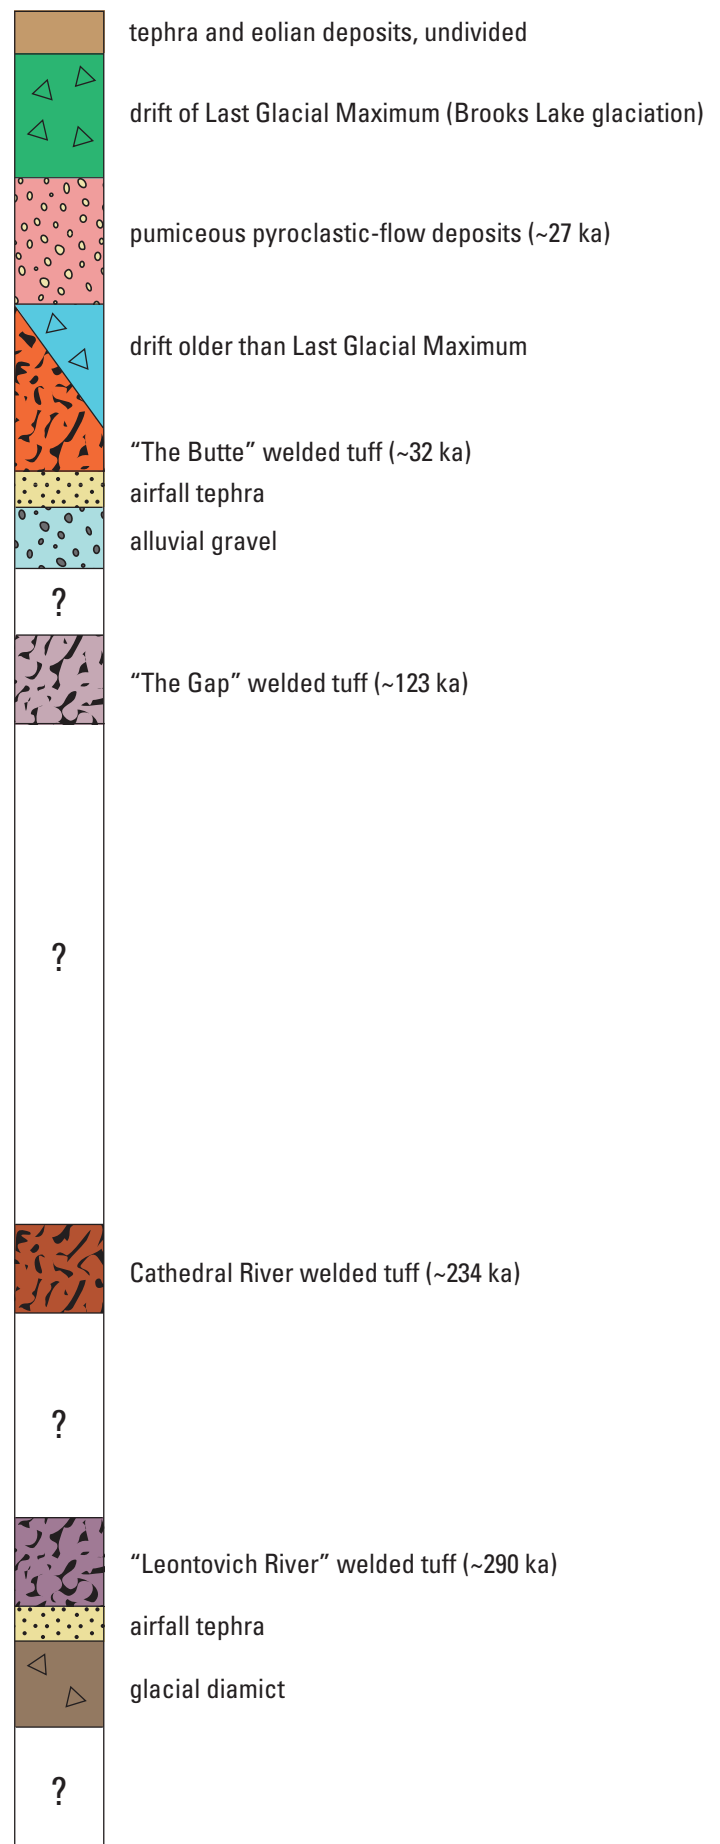 tephra and eolian deposits, undivided
drift of Last Glacial Maximum (Brooks Lake glaciation)
pumiceous pyroclastic-flow deposits (~27 ka)
drift older than Last Glacial Maximum
“The Butte” welded tuff (~32 ka)
airfall tephra
alluvial gravel
?
“The Gap” welded tuff (~123 ka)
?
Cathedral River welded tuff (~234 ka)
?
“Leontovich River” welded tuff (~290 ka)
airfall tephra
glacial diamict
?